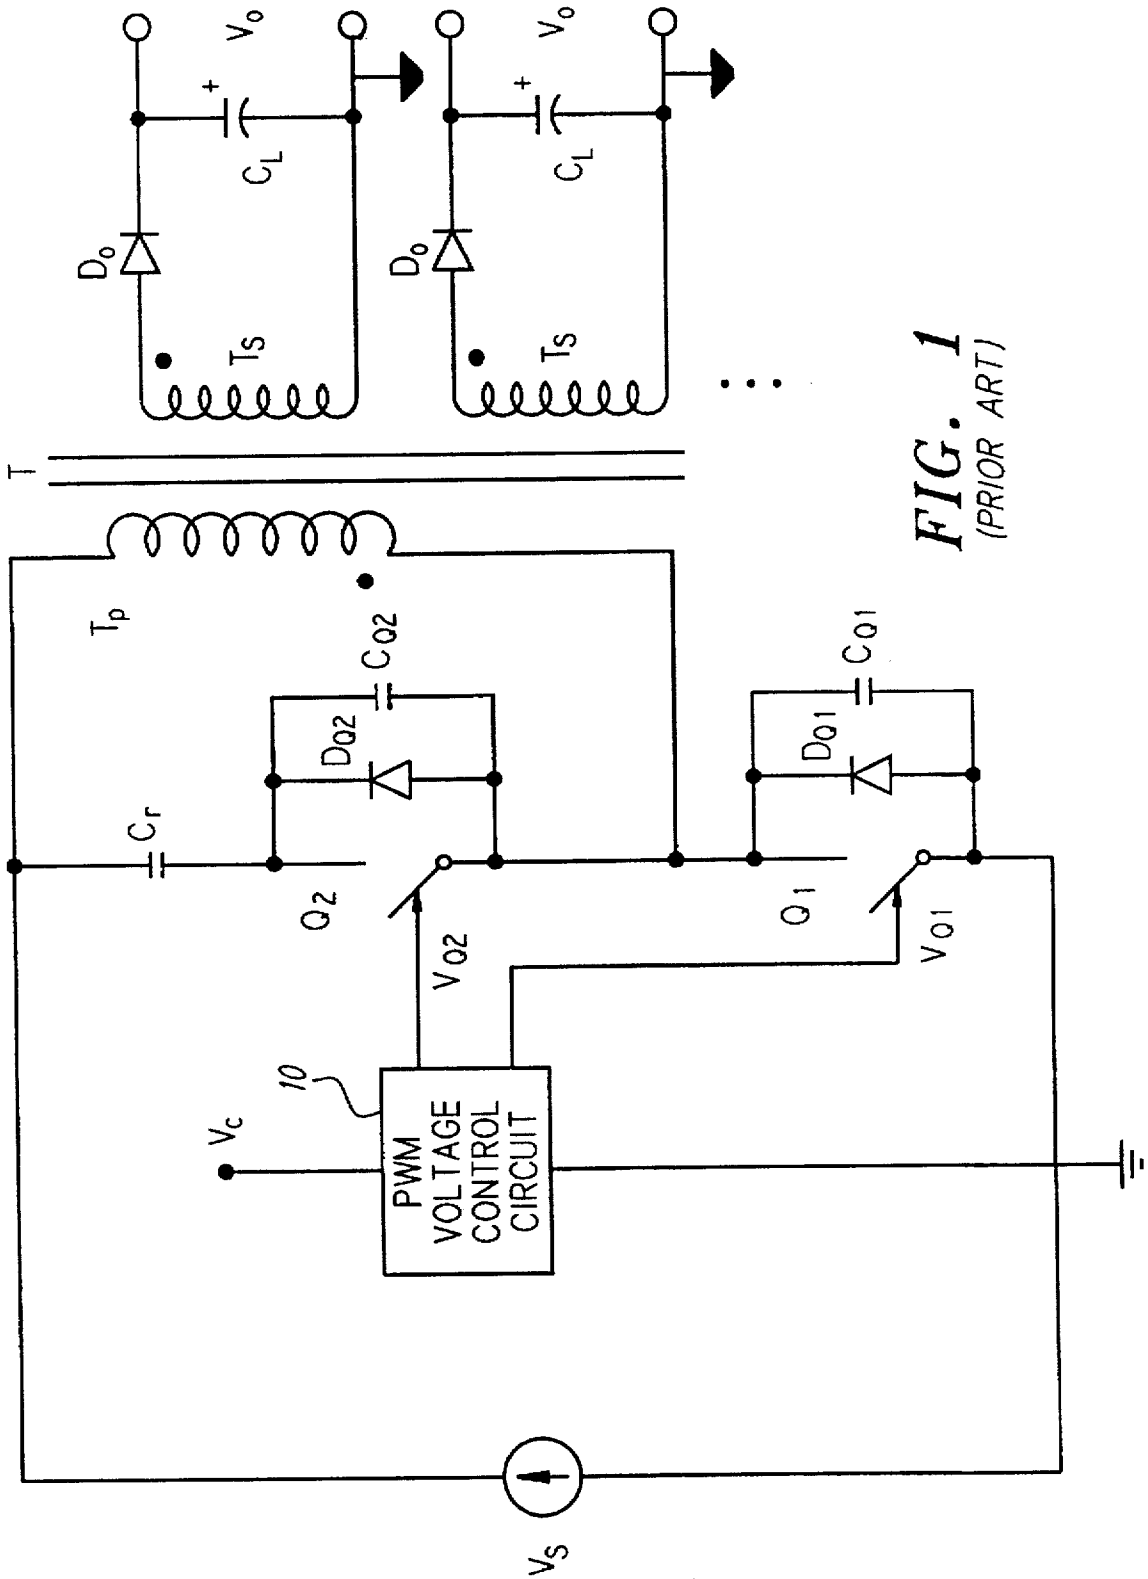 T
Tp
Cr
Q2
DQ2
CQ2
VQ2
Q1
DQ1
CQ1
VQ1
Vc
10
PWM
VOLTAGE
CONTROL
CIRCUIT
Vs
Do
Ts
CL
+
Vo
Do
Ts
CL
+
Vo
FIG. 1
(PRIOR ART)